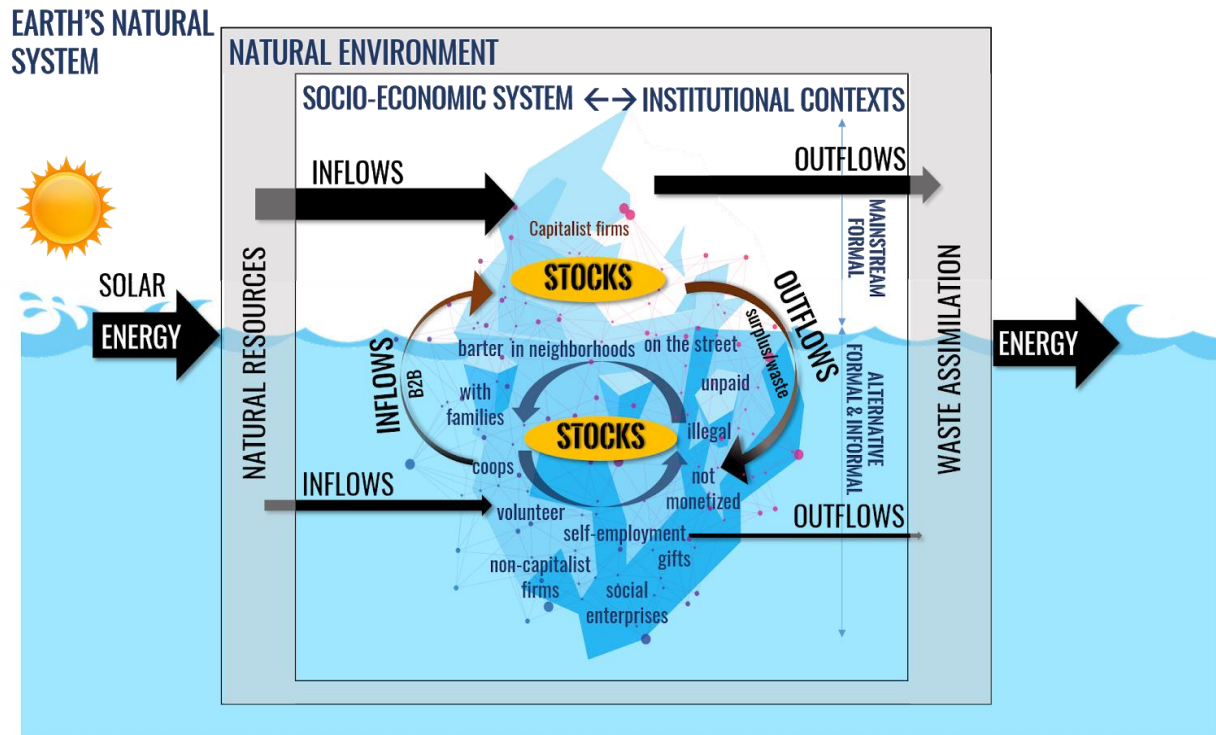 EARTH'S NATURAL
SYSTEM
NATURAL ENVIRONMENT
SOCIO-ECONOMIC SYSTEM ←→ INSTITUTIONAL CONTEXTS
INFLOWS
OUTFLOWS
Capitalist firms
STOCKS
MAINSTREAM
FORMAL
SOLAR
ENERGY
NATURAL RESOURCES
INFLOWS
B2B
OUTFLOWS
surplus/waste
barter
in neighborhoods
on the street
with
families
unpaid
STOCKS
illegal
coops
not
monetized
ALTERNATIVE
FORMAL & INFORMAL
WASTE ASSIMILATION
ENERGY
INFLOWS
volunteer
self-employment
OUTFLOWS
gifts
non-capitalist
firms
social
enterprises